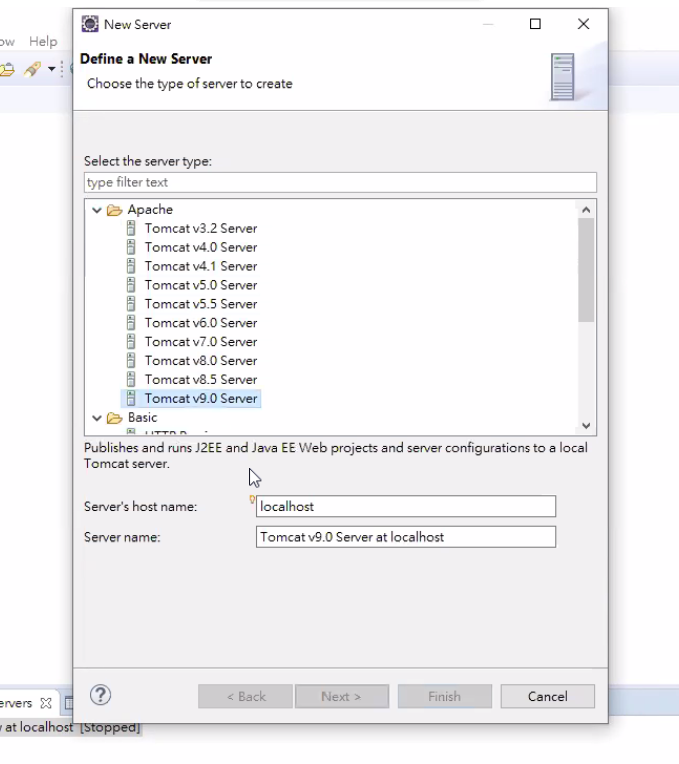 New Server
Help
Define a New Server
Choose the type of server to create
Select the server type:
type filter text
Apache
Tomcat v3.2 Server
Tomcat v4.0 Server
Tomcat v4.1 Server
Tomcat v5.0 Server
Tomcat v5.5 Server
Tomcat v6.0 Server
Tomcat v7.0 Server
Tomcat v8.0 Server
Tomcat v8.5 Server
Tomcat v9.0 Server
Basic
Publishes and runs J2EE and Java EE Web projects and server configurations to a local
Tomcat server.
Server's host name: localhost
Server name: Tomcat v9.0 Server at localhost
? < Back Next > Finish Cancel
at localhost [Stopped]